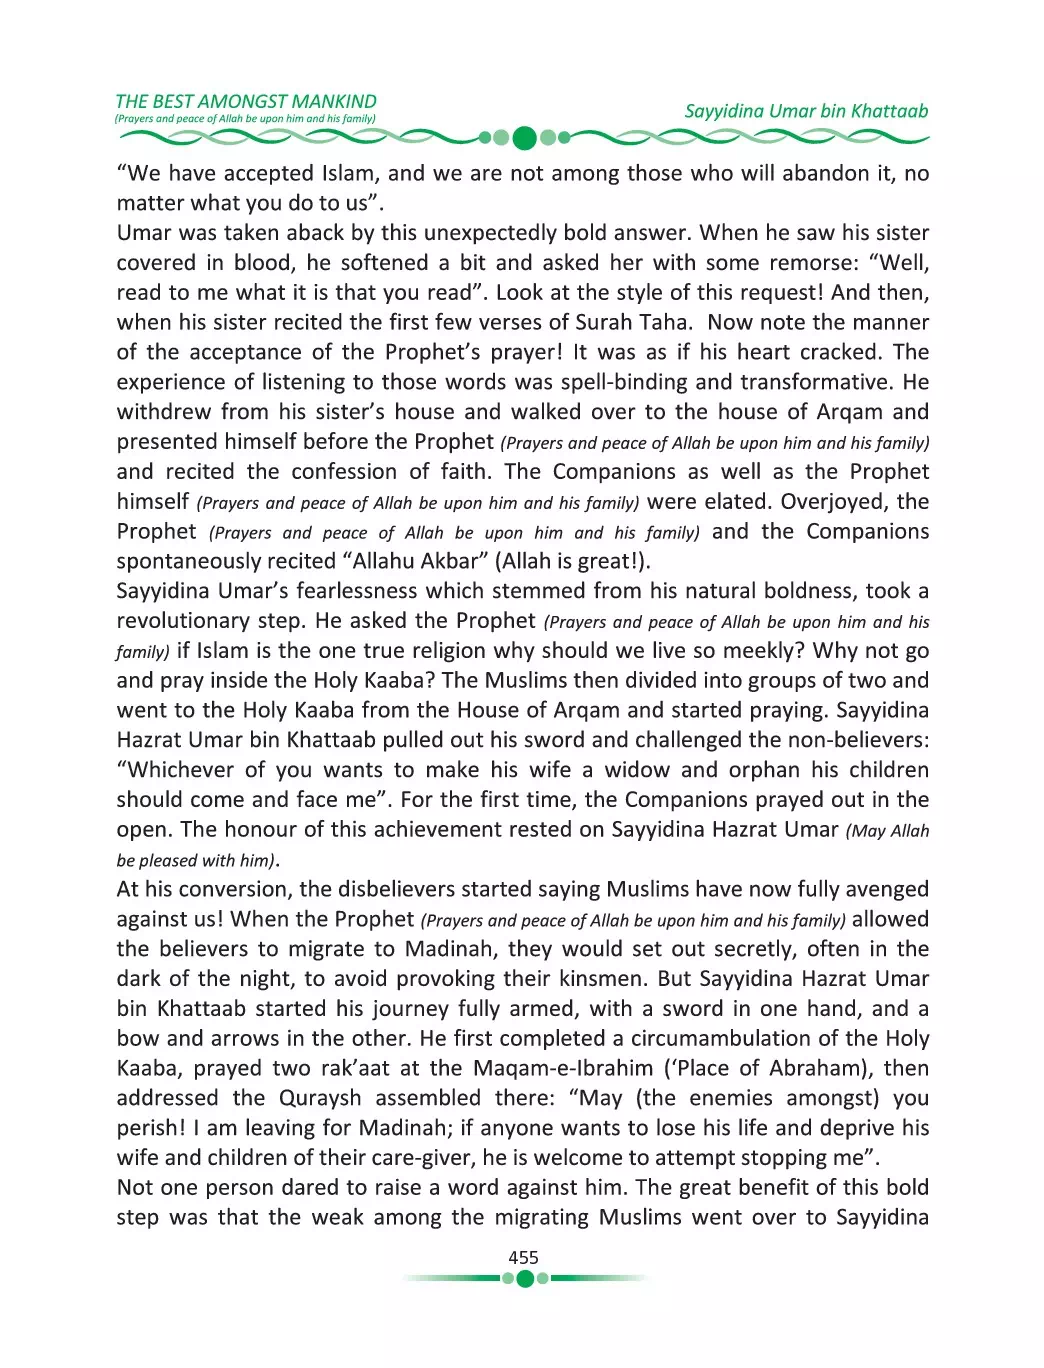 THE BEST AMONGST MANKIND
(Prayers and peace of Allah be upon him and his family)
Sayyidina Umar bin Khattaab
“We have accepted Islam, and we are not among those who will abandon it, no
matter what you do to us”.
Umar was taken aback by this unexpectedly bold answer. When he saw his sister
covered in blood, he softened a bit and asked her with some remorse: “Well,
read to me what it is that you read”. Look at the style of this request! And then,
when his sister recited the first few verses of Surah Taha.  Now note the manner
of the acceptance of the Prophet’s prayer! It was as if his heart cracked. The
experience of listening to those words was spell-binding and transformative. He
withdrew from his sister’s house and walked over to the house of Arqam and
presented himself before the Prophet (Prayers and peace of Allah be upon him and his family)
and recited the confession of faith. The Companions as well as the Prophet
himself (Prayers and peace of Allah be upon him and his family) were elated. Overjoyed, the
Prophet (Prayers and peace of Allah be upon him and his family) and the Companions
spontaneously recited “Allahu Akbar” (Allah is great!).
Sayyidina Umar’s fearlessness which stemmed from his natural boldness, took a
revolutionary step. He asked the Prophet (Prayers and peace of Allah be upon him and his
family) if Islam is the one true religion why should we live so meekly? Why not go
and pray inside the Holy Kaaba? The Muslims then divided into groups of two and
went to the Holy Kaaba from the House of Arqam and started praying. Sayyidina
Hazrat Umar bin Khattaab pulled out his sword and challenged the non-believers:
“Whichever of you wants to make his wife a widow and orphan his children
should come and face me”. For the first time, the Companions prayed out in the
open. The honour of this achievement rested on Sayyidina Hazrat Umar (May Allah
be pleased with him).
At his conversion, the disbelievers started saying Muslims have now fully avenged
against us! When the Prophet (Prayers and peace of Allah be upon him and his family) allowed
the believers to migrate to Madinah, they would set out secretly, often in the
dark of the night, to avoid provoking their kinsmen. But Sayyidina Hazrat Umar
bin Khattaab started his journey fully armed, with a sword in one hand, and a
bow and arrows in the other. He first completed a circumambulation of the Holy
Kaaba, prayed two rak’aat at the Maqam-e-Ibrahim (‘Place of Abraham), then
addressed the Quraysh assembled there: “May (the enemies amongst) you
perish! I am leaving for Madinah; if anyone wants to lose his life and deprive his
wife and children of their care-giver, he is welcome to attempt stopping me”.
Not one person dared to raise a word against him. The great benefit of this bold
step was that the weak among the migrating Muslims went over to Sayyidina
455